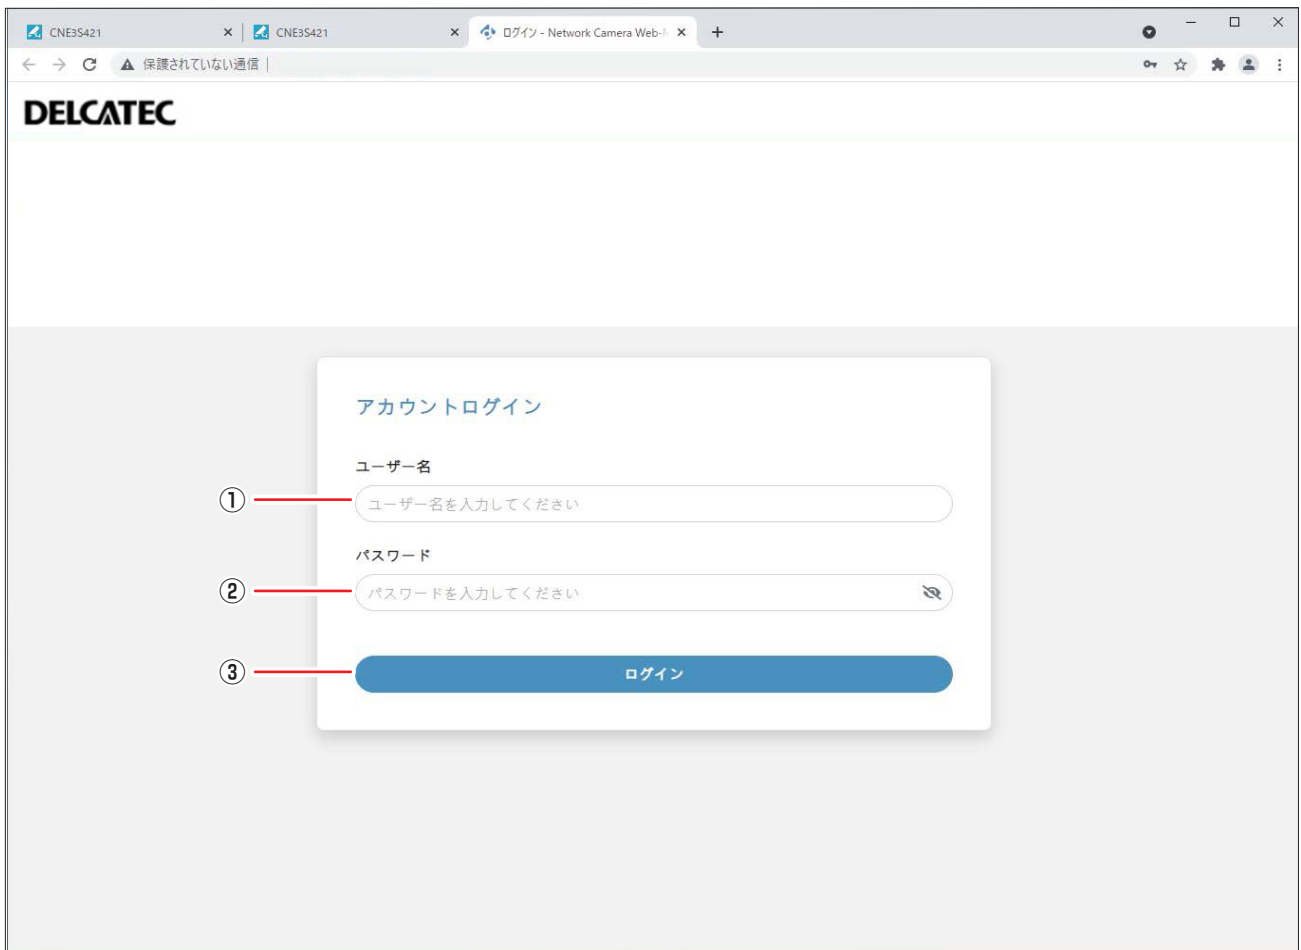 CNE3S421
CNE3S421
ログイン - Network Camera Web-
保護されていない通信
DELCATEC
アカウントログイン
ユーザー名
① ユーザー名を入力してください
パスワード
② パスワードを入力してください
③ ログイン